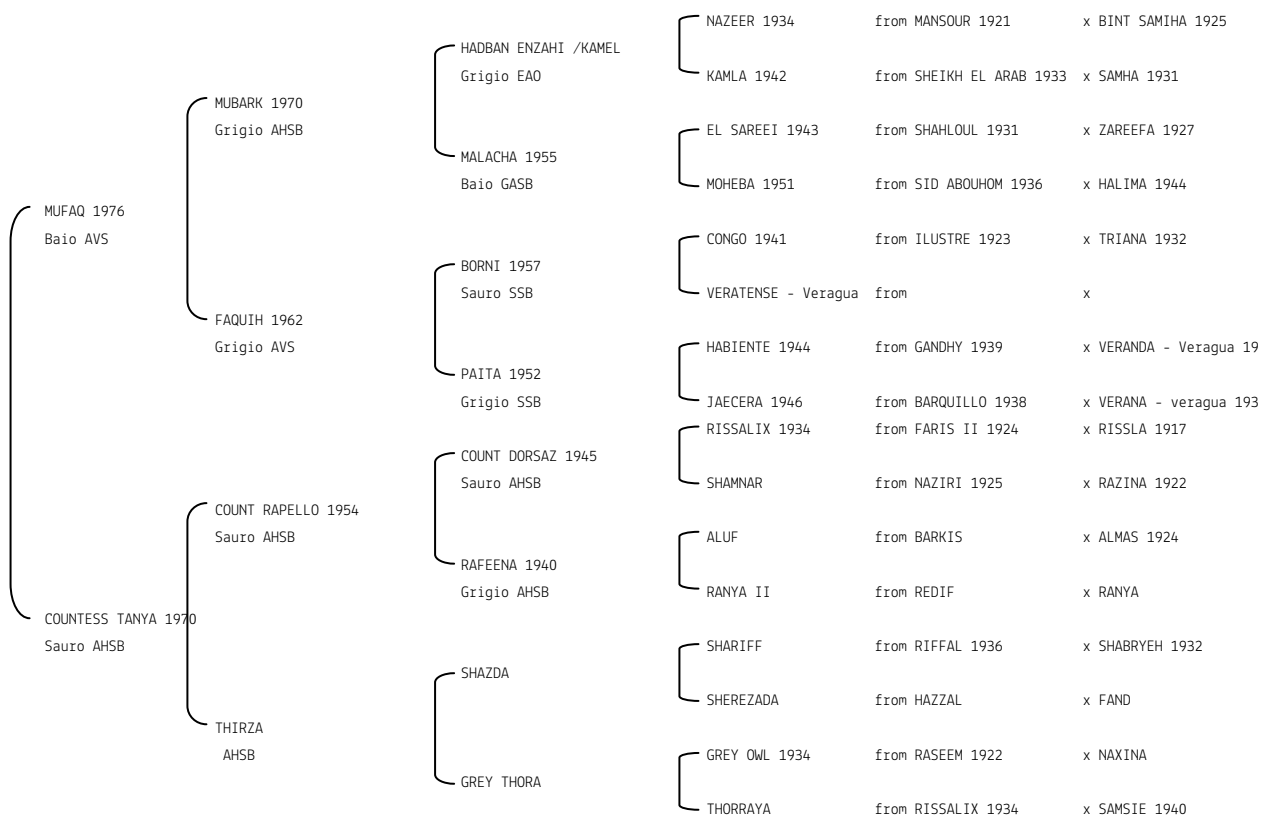 NAZEER 1934 from MANSOUR 1921 x BINT SAMIHA 1925
HADBAN ENZAHI /KAMEL
Grigio EAO
KAMLA 1942 from SHEIKH EL ARAB 1933 x SAMHA 1931
MUBARK 1970
Grigio AHSB
EL SAREEI 1943 from SHAHLOUL 1931 x ZAREEFA 1927
MALACHA 1955
Baio GASB
MOHEBA 1951 from SID ABOUHOM 1936 x HALIMA 1944
MUFAQ 1976
Baio AVS
CONGO 1941 from ILUSTRE 1923 x TRIANA 1932
BORNI 1957
Sauro SSB
VERATENSE - Veragua from x
FAQUIH 1962
Grigio AVS
HABIENTE 1944 from GANDHY 1939 x VERANDA - Veragua 19
PAITA 1952
Grigio SSB
JAECERA 1946 from BARQUILLO 1938 x VERANA - veragua 193
RISSALIX 1934 from FARIS II 1924 x RISSLA 1917
COUNT DORSAZ 1945
Sauro AHSB
SHAMNAR from NAZIRI 1925 x RAZINA 1922
COUNT RAPELLO 1954
Sauro AHSB
ALUF from BARKIS x ALMAS 1924
RAFEENA 1940
Grigio AHSB
RANYA II from REDIF x RANYA
COUNTESS TANYA 1970
Sauro AHSB
SHARIFF from RIFFAL 1936 x SHABRYEH 1932
SHAZDA
SHEREZADA from HAZZAL x FAND
THIRZA
AHSB
GREY OWL 1934 from RASEEM 1922 x NAXINA
GREY THORA
THORRAYA from RISSALIX 1934 x SAMSIE 1940